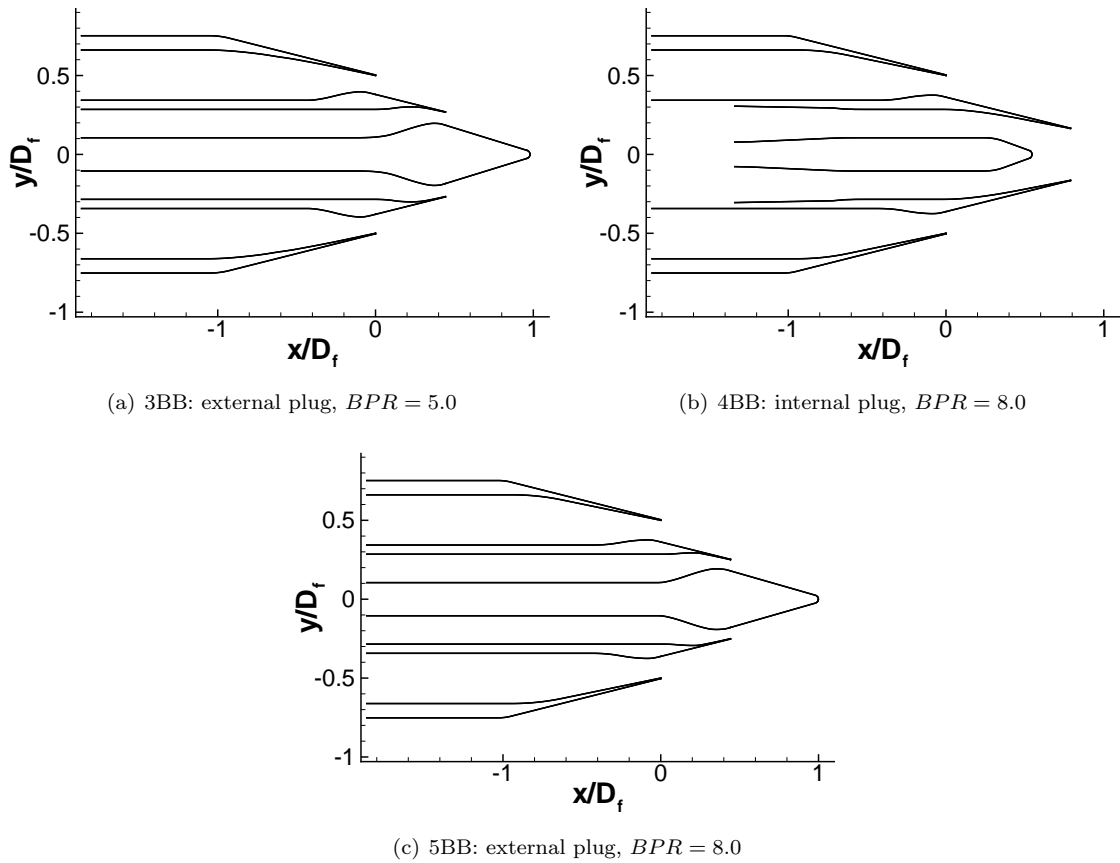 y/D_f
0.5
0
-0.5
-1
-1
0
1
x/D_f
(a) 3BB: external plug, BPR = 5.0
y/D_f
0.5
0
-0.5
-1
-1
0
1
x/D_f
(b) 4BB: internal plug, BPR = 8.0
y/D_f
0.5
0
-0.5
-1
-1
0
1
x/D_f
(c) 5BB: external plug, BPR = 8.0